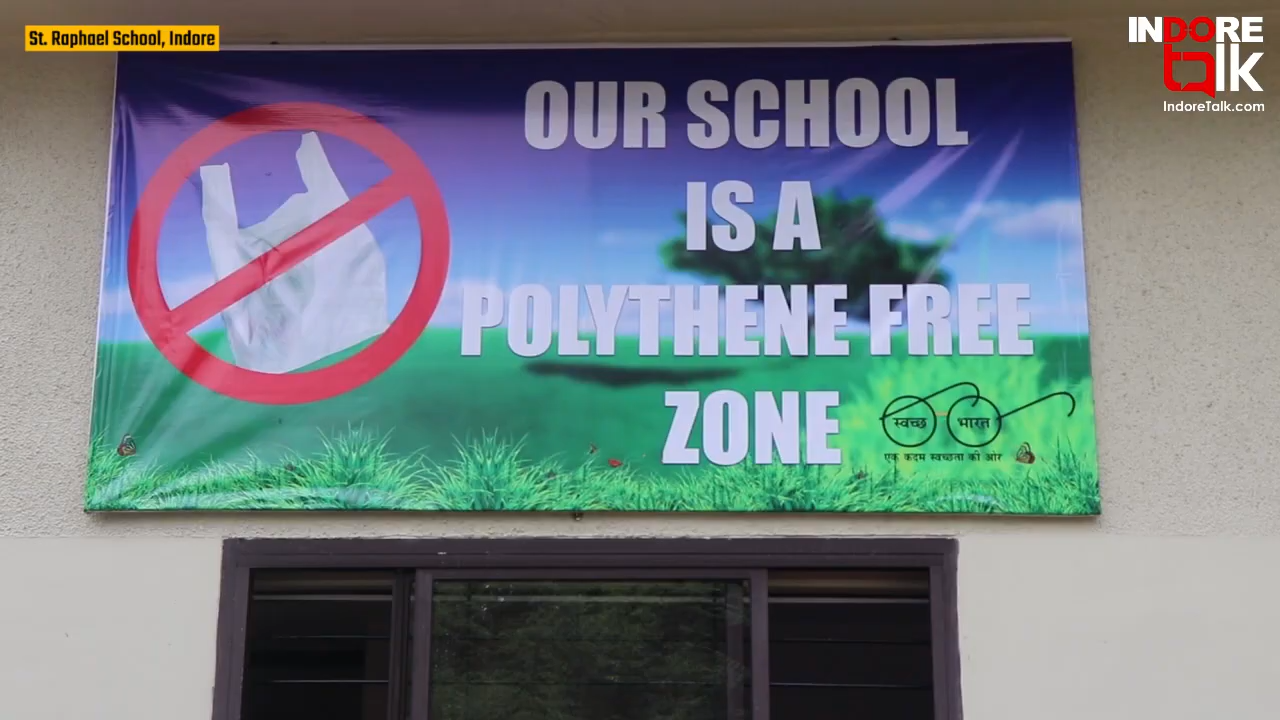 St. Raphael School, Indore
INDORE
talk
IndoreTalk.com
OUR SCHOOL
IS A
POLYTHENE FREE
ZONE
स्वच्छ भारत
एक कदम स्वच्छता की ओर